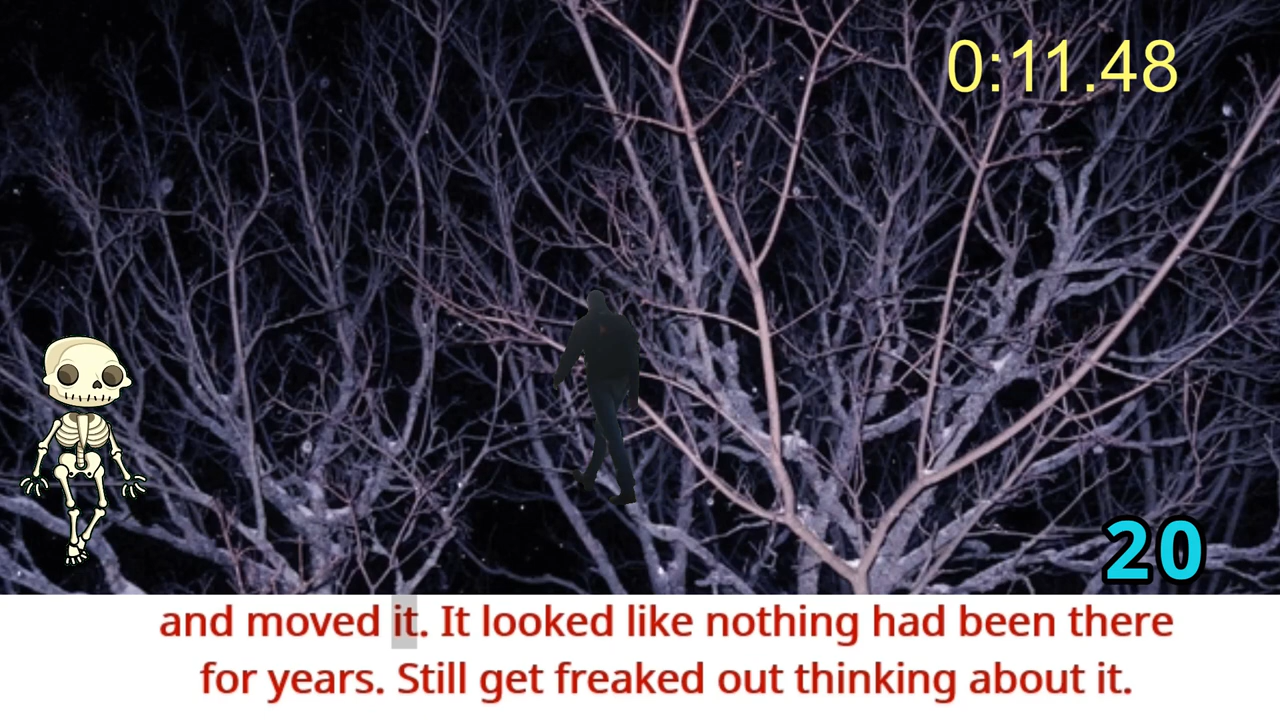 0:11.48
20
and moved it. It looked like nothing had been there
for years. Still get freaked out thinking about it.